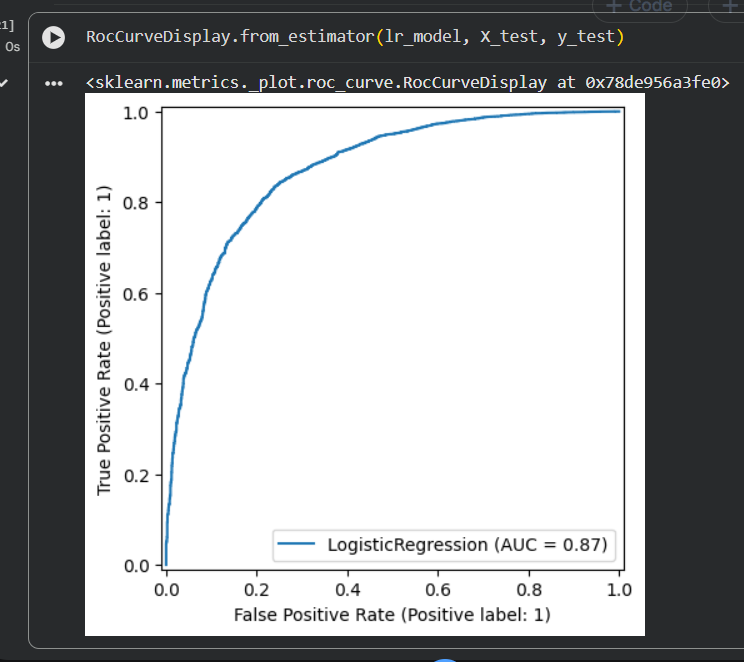 + Code
+
1]
0s
RocCurveDisplay.from_estimator(lr_model, X_test, y_test)
<sklearn.metrics._plot.roc_curve.RocCurveDisplay at 0x78de956a3fe0>
1.0
0.8
0.6
0.4
0.2
0.0
True Positive Rate (Positive label: 1)
LogisticRegression (AUC = 0.87)
0.0 0.2 0.4 0.6 0.8 1.0
False Positive Rate (Positive label: 1)